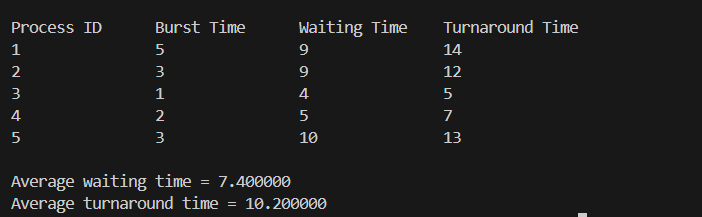 Process ID Burst Time Waiting Time Turnaround Time
1 5 9 14
2 3 9 12
3 1 4 5
4 2 5 7
5 3 10 13
Average waiting time = 7.400000
Average turnaround time = 10.200000